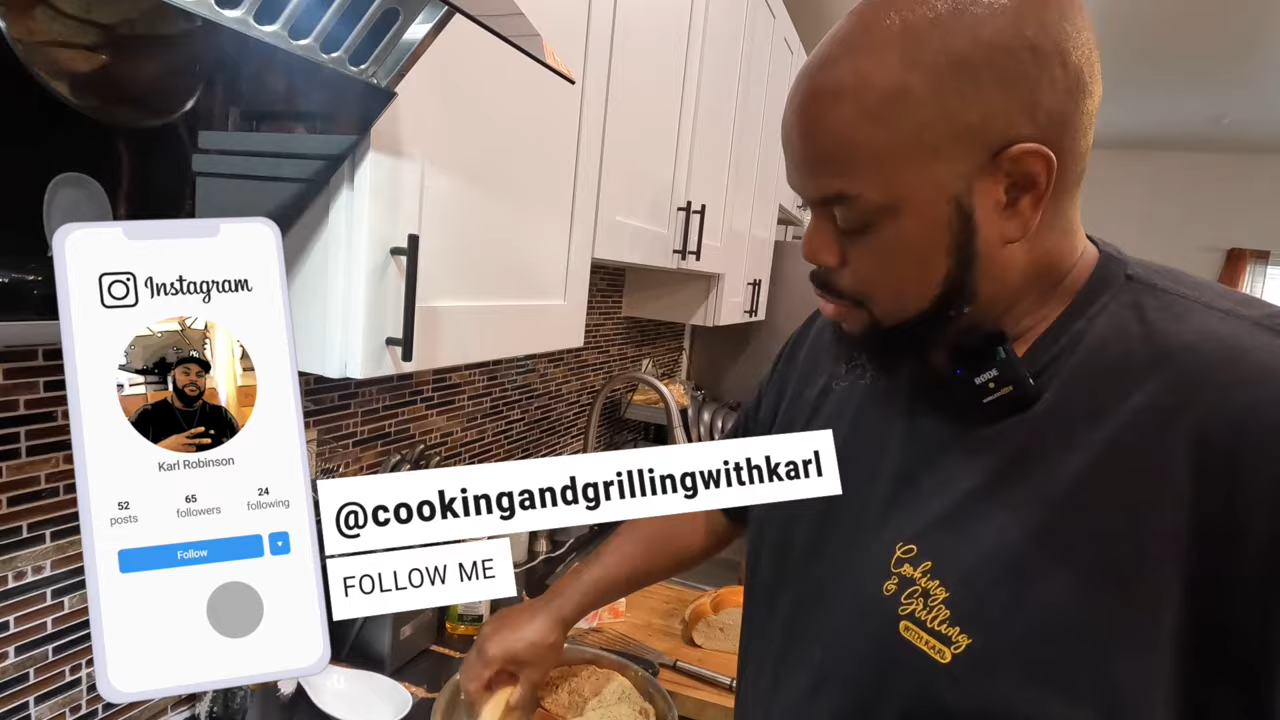 Instagram
Karl Robinson
52 65 24
posts followers following
Follow
@cookingandgrillingwithkarl
FOLLOW ME
RØDE
Cooking
& Grilling
WITH KARL